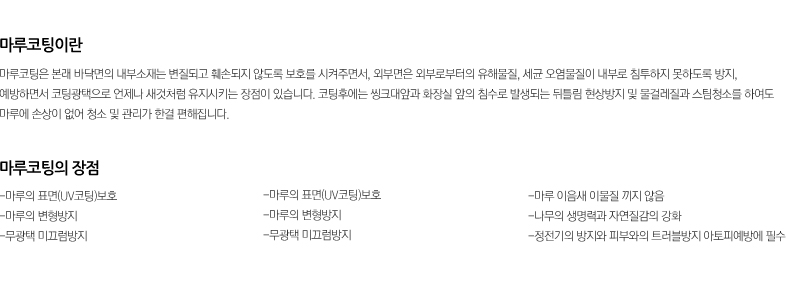 마루코팅이란
마루코팅은 본래 바닥면의 내부소재는 변질되고 훼손되지 않도록 보호를 시켜주면서, 외부면은 외부로부터의 유해물질, 세균 오염물질이 내부로 침투하지 못하도록 방지,
예방하면서 코팅광택으로 언제나 새것처럼 유지시키는 장점이 있습니다. 코팅후에는 씽크대앞과 화장실 앞의 침수로 발생되는 뒤틀림 현상방지 및 물걸레질과 스팀청소를 하여도
마루에 손상이 없어 청소 및 관리가 한결 편해집니다.
마루코팅의 장점
-마루의 표면(UV코팅)보호
-마루의 변형방지
-무광택 미끄럼방지
-마루의 표면(UV코팅)보호
-마루의 변형방지
-무광택 미끄럼방지
-마루 이음새 이물질 끼지 않음
-나무의 생명력과 자연질감의 강화
-정전기의 방지와 피부와의 트러블방지 아토피예방에 필수